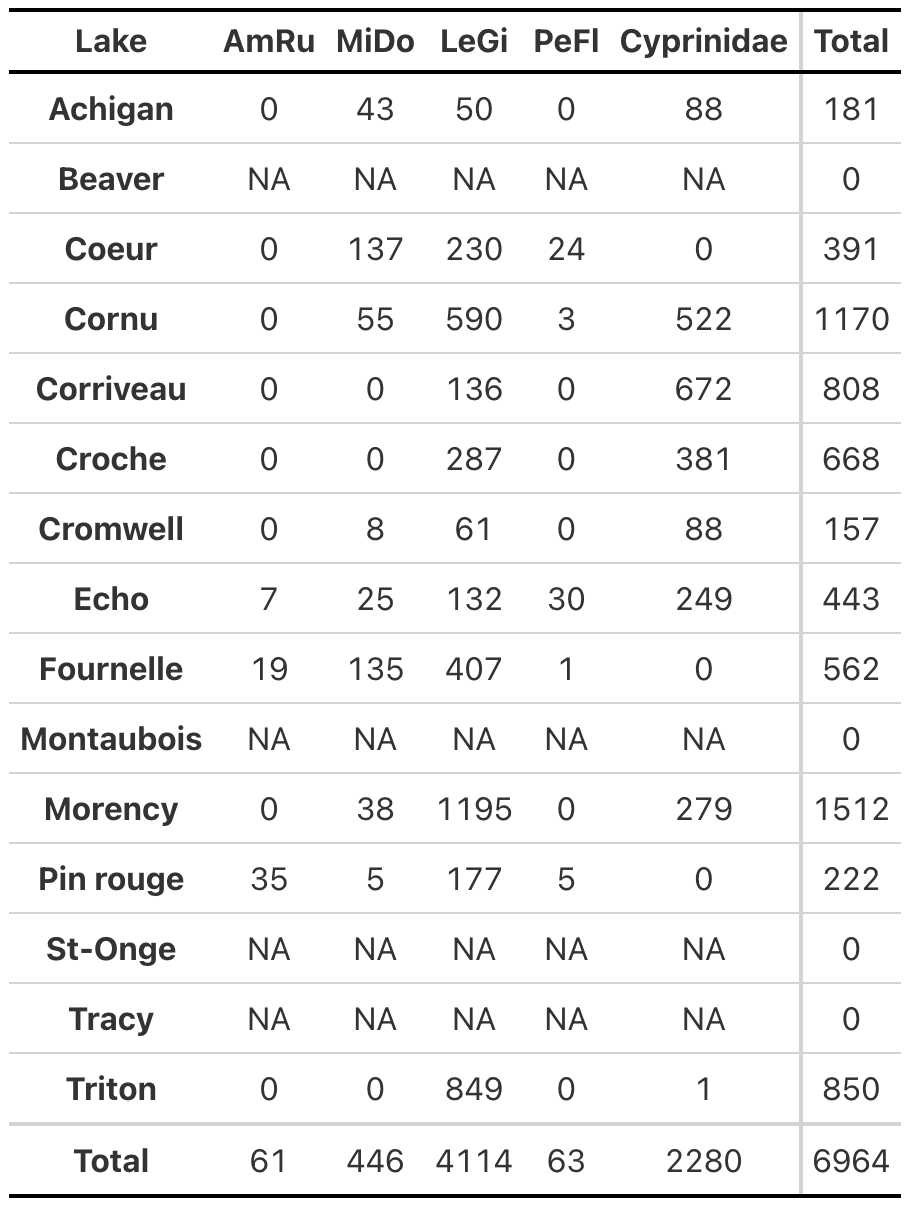 Lake AmRu MiDo LeGi PeFl Cyprinidae Total
Achigan 0 43 50 0 88 181
Beaver NA NA NA NA NA 0
Coeur 0 137 230 24 0 391
Cornu 0 55 590 3 522 1170
Corriveau 0 0 136 0 672 808
Croche 0 0 287 0 381 668
Cromwell 0 8 61 0 88 157
Echo 7 25 132 30 249 443
Fournelle 19 135 407 1 0 562
Montaubois NA NA NA NA NA 0
Morency 0 38 1195 0 279 1512
Pin rouge 35 5 177 5 0 222
St-Onge NA NA NA NA NA 0
Tracy NA NA NA NA NA 0
Triton 0 0 849 0 1 850
Total 61 446 4114 63 2280 6964